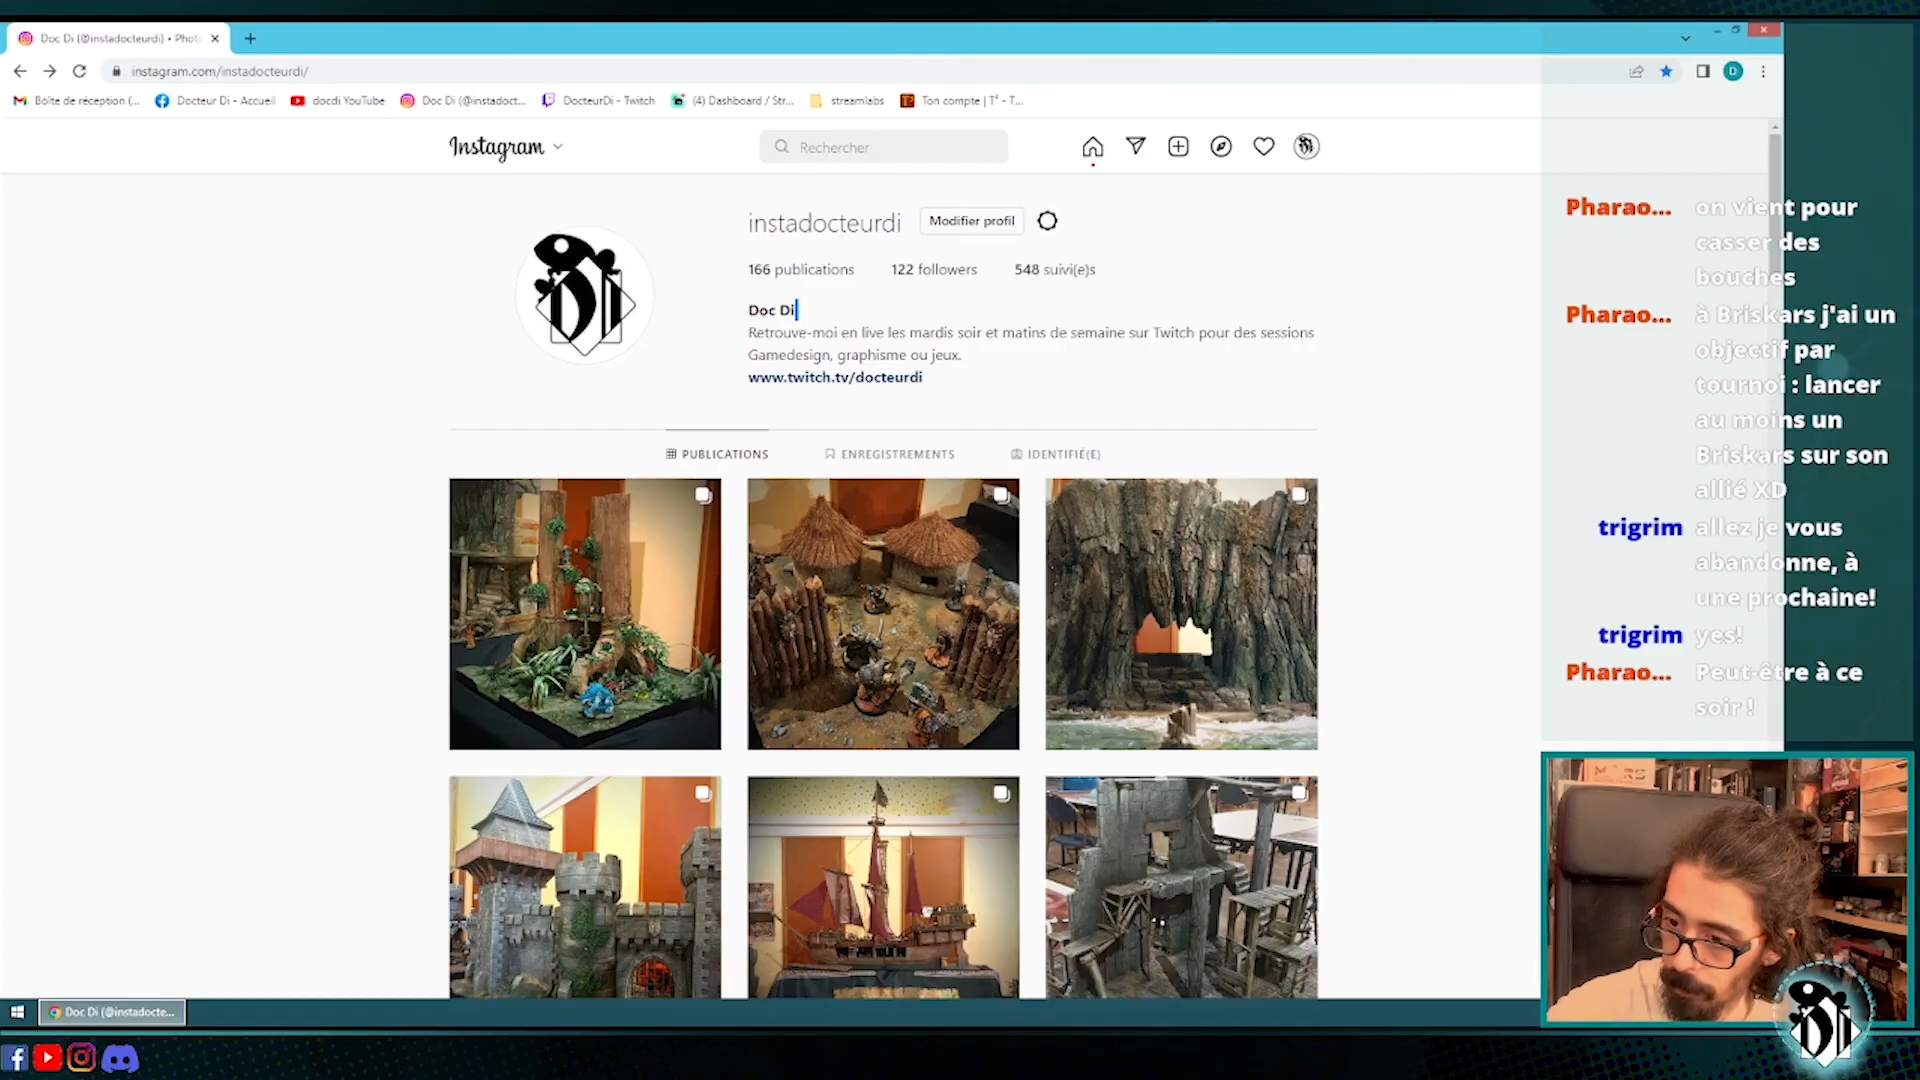 Doc Di (@instadocteurdi) • Phot
instagram.com/instadocteurdi/
Boîte de réception (...
Docteur Di - Accueil
docdi YouTube
Doc Di (@instadoct...
DocteurDi - Twitch
(4) Dashboard / Str...
streamlabs
Ton compte | T² - T...
Instagram
Rechercher
instadocteurdi
Modifier profil
166 publications
122 followers
548 suivi(e)s
Doc Di
Retrouve-moi en live les mardis soir et matins de semaine sur Twitch pour des sessions
Gamedesign, graphisme ou jeux.
www.twitch.tv/docteurdi
PUBLICATIONS
ENREGISTREMENTS
IDENTIFIÉ(E)
Pharao... on vient pour
casser des
bouches
Pharao... à Briskars j'ai un
objectif par
tournoi : lancer
au moins un
Briskars sur son
allié XD
trigrim allez je vous
abandonne, à
une prochaine!
trigrim yes!
Pharao... Peut-être à ce
soir !
MARS
DI
DI
D
Doc Di (@instadocte...